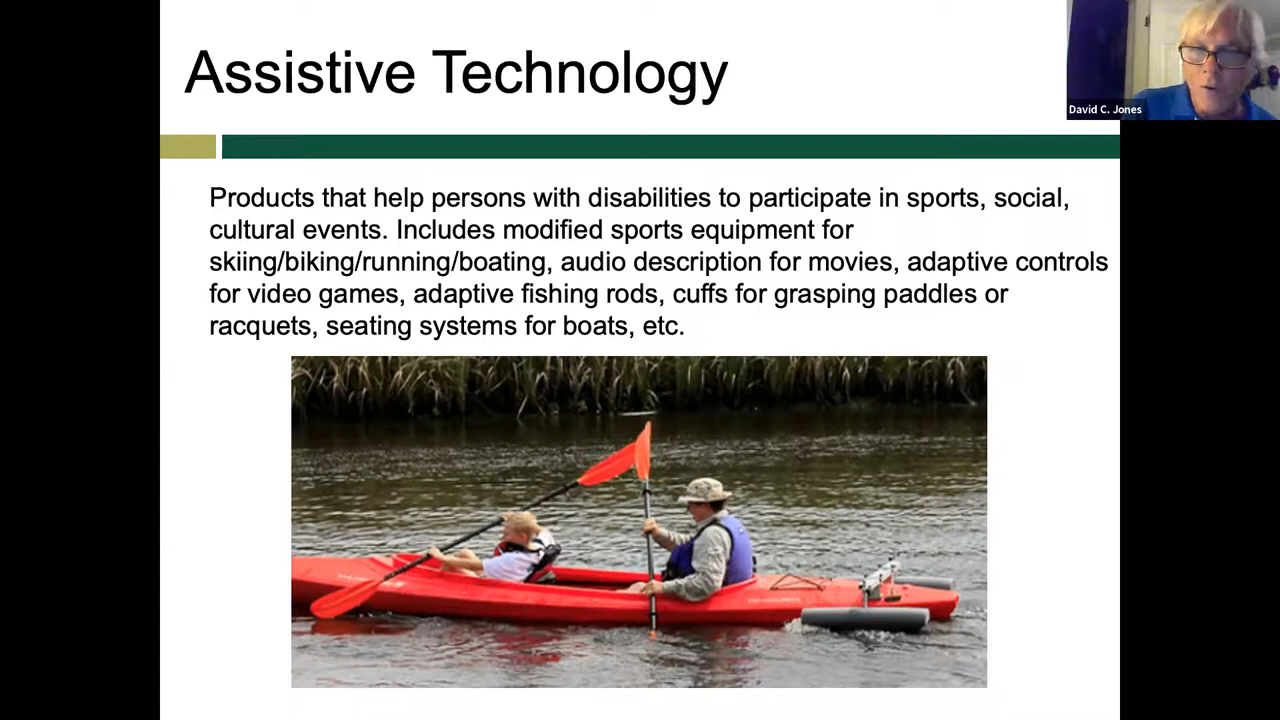 Assistive Technology
David C. Jones
Products that help persons with disabilities to participate in sports, social,
cultural events. Includes modified sports equipment for
skiing/biking/running/boating, audio description for movies, adaptive controls
for video games, adaptive fishing rods, cuffs for grasping paddles or
racquets, seating systems for boats, etc.